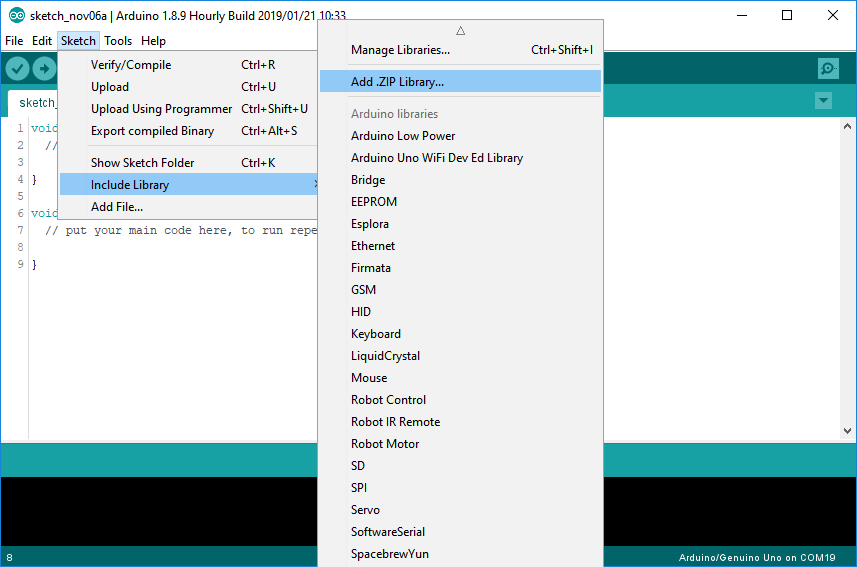 sketch_nov06a | Arduino 1.8.9 Hourly Build 2019/01/21 10:33
File Edit Sketch Tools Help
Verify/Compile Ctrl+R
Upload Ctrl+U
Upload Using Programmer Ctrl+Shift+U
Export compiled Binary Ctrl+Alt+S
Show Sketch Folder Ctrl+K
Include Library
Add File...
Manage Libraries... Ctrl+Shift+I
Add .ZIP Library...
Arduino libraries
Arduino Low Power
Arduino Uno WiFi Dev Ed Library
Bridge
EEPROM
Esplora
Ethernet
Firmata
GSM
HID
Keyboard
LiquidCrystal
Mouse
Robot Control
Robot IR Remote
Robot Motor
SD
SPI
Servo
SoftwareSerial
SpacebrewYun
sketch_
1 void
2 //
3
4 }
5
6 void
7 // put your main code here, to run repe
8
9 }
8
Arduino/Genuino Uno on COM19